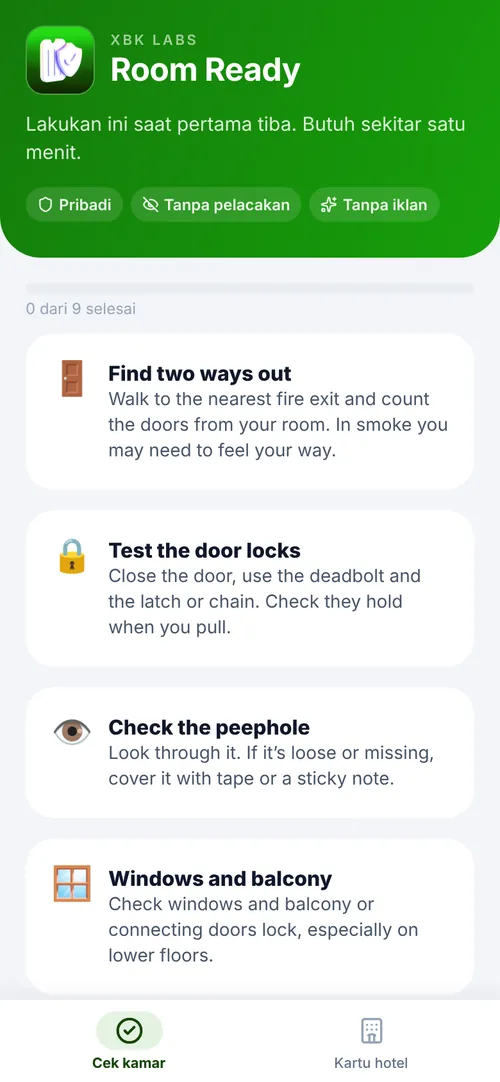 XBK LABS
Room Ready
Lakukan ini saat pertama tiba. Butuh sekitar satu
menit.
Pribadi
Tanpa pelacakan
Tanpa iklan
0 dari 9 selesai
Find two ways out
Walk to the nearest fire exit and count
the doors from your room. In smoke you
may need to feel your way.
Test the door locks
Close the door, use the deadbolt and
the latch or chain. Check they hold
when you pull.
Check the peephole
Look through it. If it’s loose or missing,
cover it with tape or a sticky note.
Windows and balcony
Check windows and balcony or
connecting doors lock, especially on
lower floors.
Cek kamar
Kartu hotel